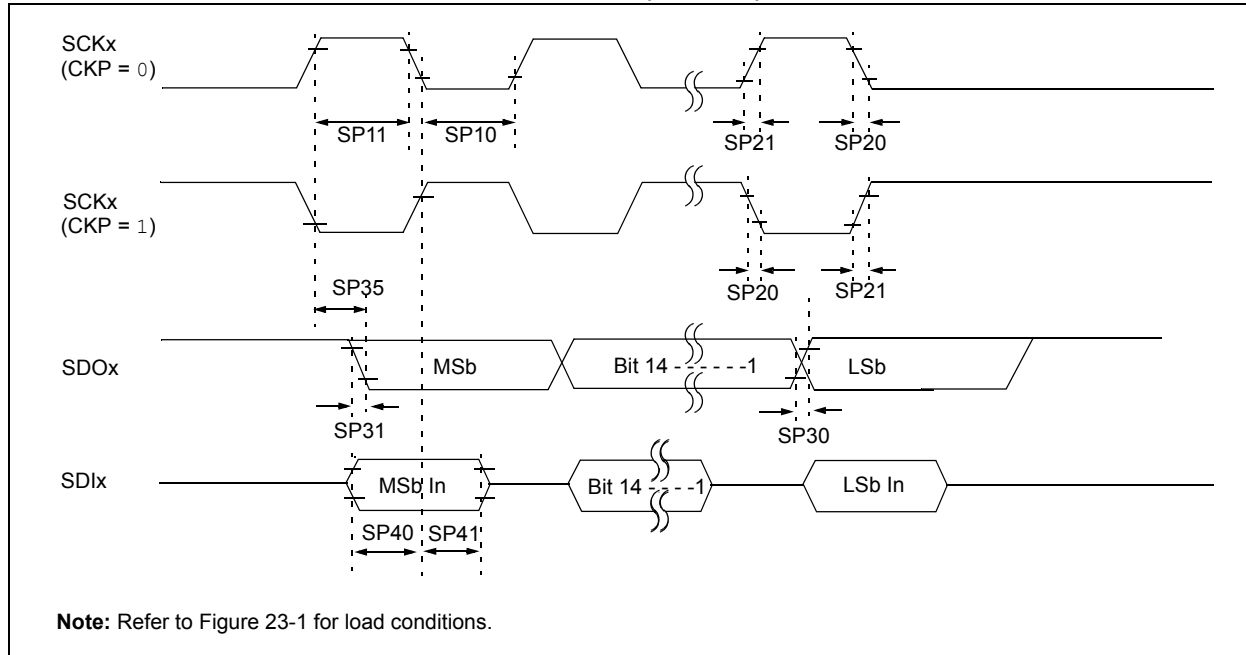 SCKx
(CKP = 0)
SP11
SP10
SP21
SP20
SCKx
(CKP = 1)
SP35
SP20
SP21
SDOx
MSb
Bit 14 - - - - - -1
LSb
SP31
SP30
SDIx
MSb In
Bit 14 - - - -1
LSb In
SP40
SP41
Note: Refer to Figure 23-1 for load conditions.